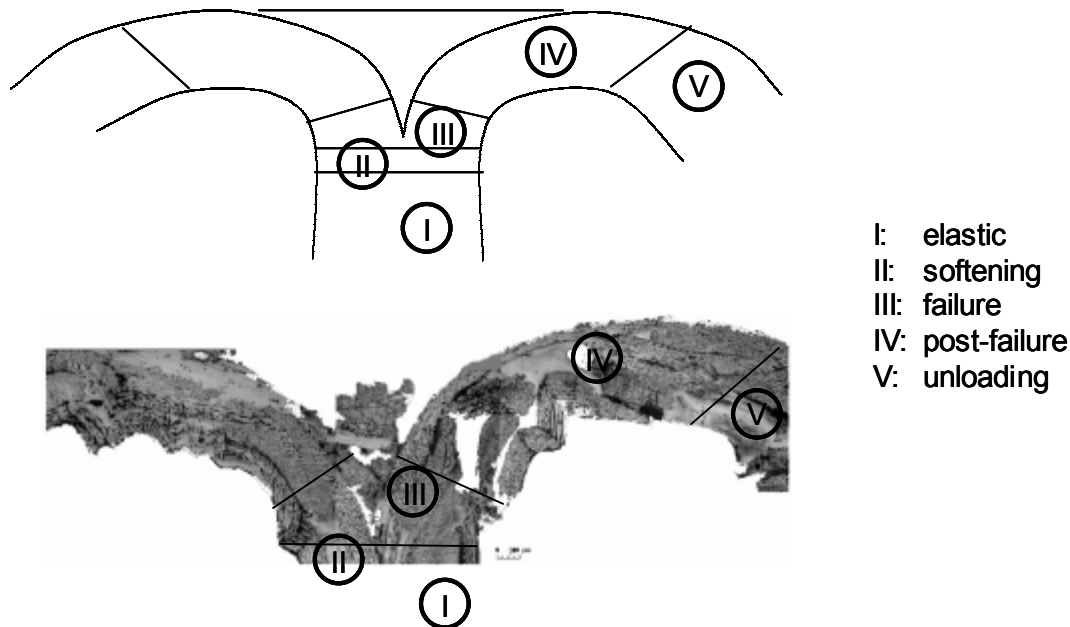 IV
V
III
II
I
I: elastic
II: softening
III: failure
IV: post-failure
V: unloading
IV
V
III
II
I